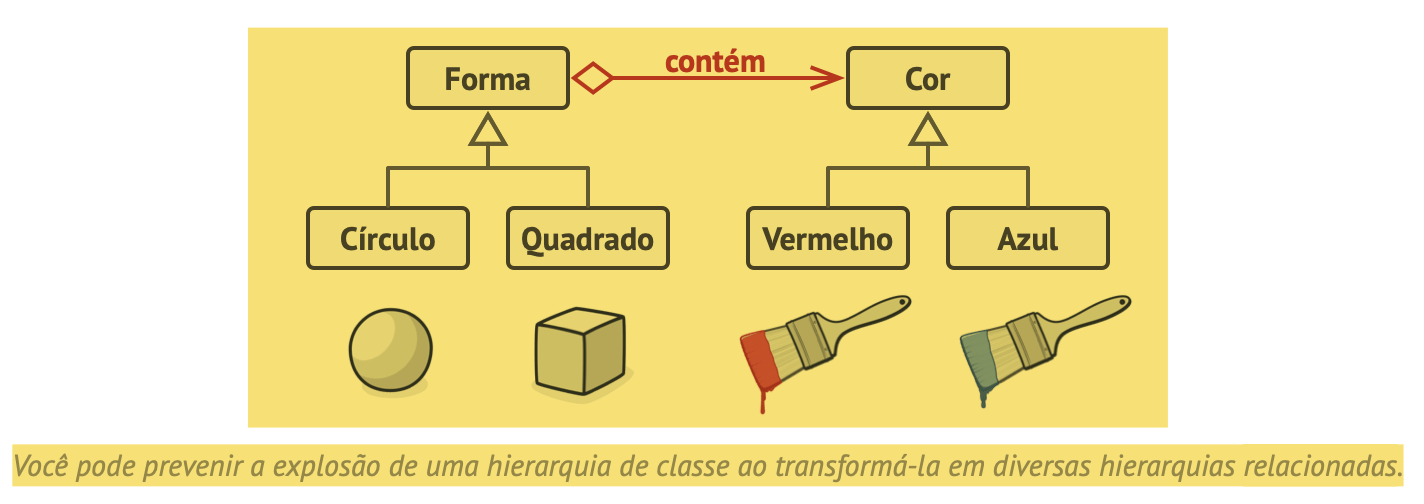 Forma
contém
Cor
Círculo
Quadrado
Vermelho
Azul
Você pode prevenir a explosão de uma hierarquia de classe ao transformá-la em diversas hierarquias relacionadas.